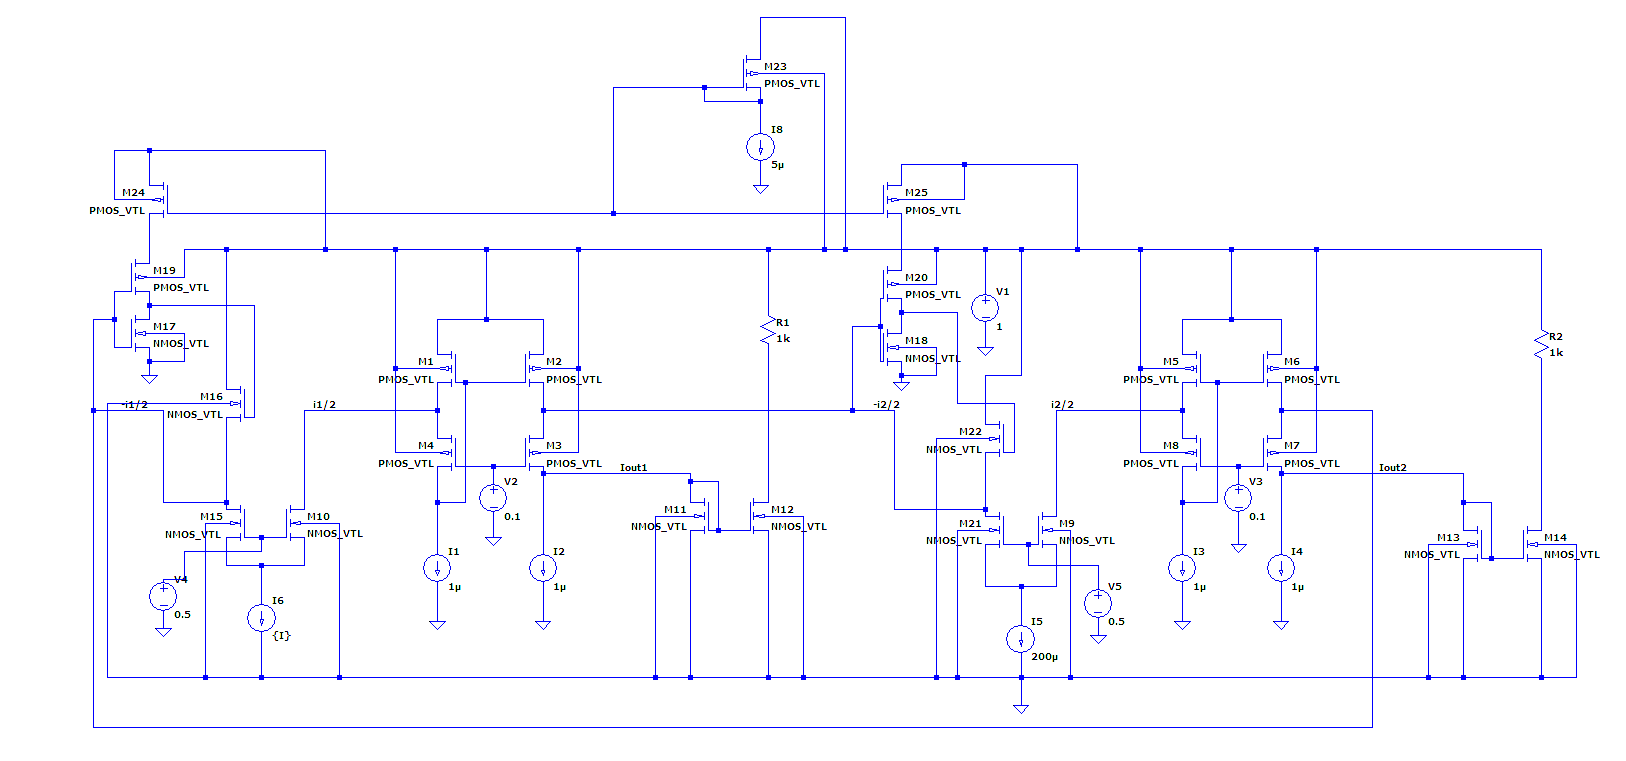 M23
PMOS_VTL
I8
5µ
M24
PMOS_VTL
M25
PMOS_VTL
M19
PMOS_VTL
M20
PMOS_VTL
V1
1
M17
NMOS_VTL
R1
1k
M18
NMOS_VTL
R2
1k
M1
PMOS_VTL
M2
PMOS_VTL
M5
PMOS_VTL
M6
PMOS_VTL
M16
NMOS_VTL
-i1/2
i1/2
-i2/2
i2/2
M22
NMOS_VTL
M4
PMOS_VTL
M3
PMOS_VTL
M8
PMOS_VTL
M7
PMOS_VTL
Iout1
Iout2
V2
0.1
V3
0.1
M15
NMOS_VTL
M10
NMOS_VTL
M11
NMOS_VTL
M12
NMOS_VTL
M21
NMOS_VTL
M9
NMOS_VTL
M13
NMOS_VTL
M14
NMOS_VTL
I1
1µ
I2
1µ
I3
1µ
I4
1µ
V4
0.5
V5
0.5
I6
{I}
I5
200µ